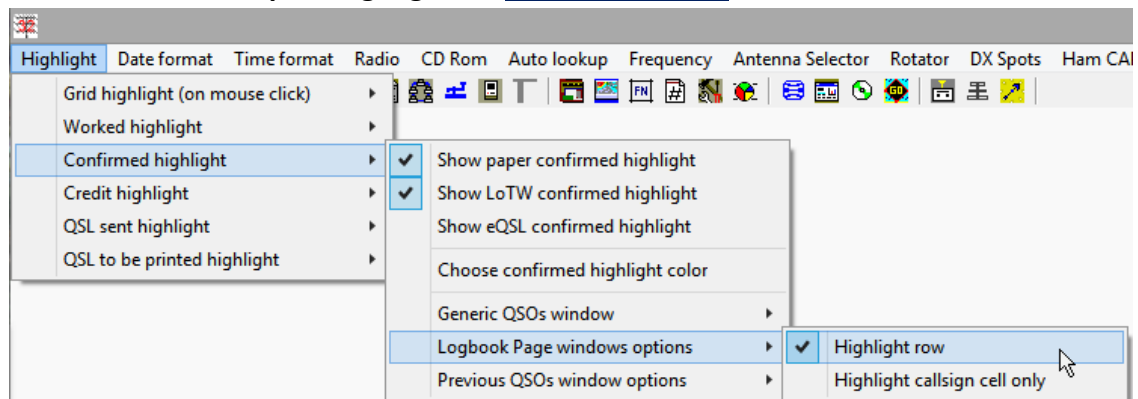 Highlight Date format Time format Radio CD Rom Auto lookup Frequency Antenna Selector Rotator DX Spots Ham CAP
Grid highlight (on mouse click)
Worked highlight
Confirmed highlight
Credit highlight
QSL sent highlight
QSL to be printed highlight
Show paper confirmed highlight
Show LoTW confirmed highlight
Show eQSL confirmed highlight
Choose confirmed highlight color
Generic QSOs window
Logbook Page windows options
Previous QSOs window options
Highlight row
Highlight callsign cell only